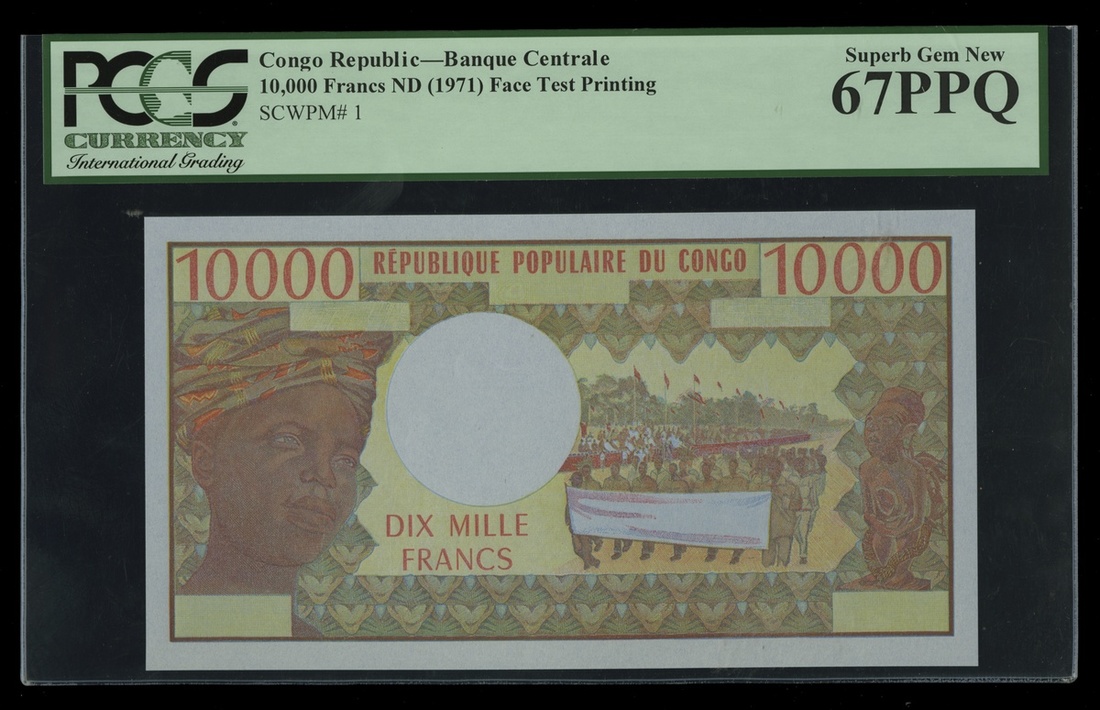 PCGS
CURRENCY
International Grading
Congo Republic—Banque Centrale
10,000 Francs ND (1971) Face Test Printing
SCWPM# 1
Superb Gem New
67PPQ
10000
RÉPUBLIQUE POPULAIRE DU CONGO
10000
DIX MILLE
FRANCS